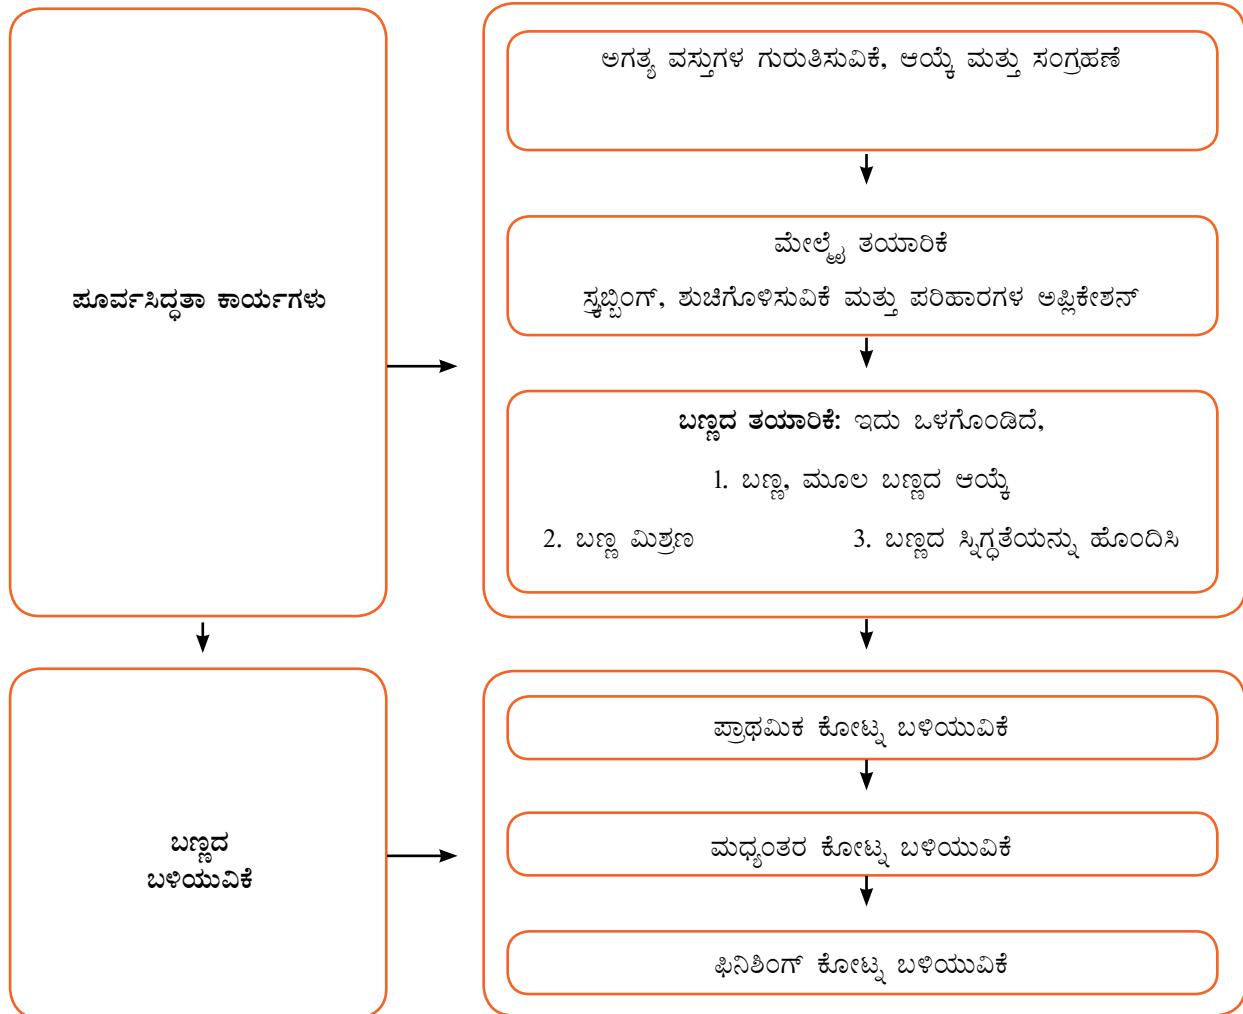 ಪೂರ್ವಸಿದ್ಧತಾ ಕಾರ್ಯಗಳು
ಅಗತ್ಯ ವಸ್ತುಗಳ ಗುರುತಿಸುವಿಕೆ, ಆಯ್ಕೆ ಮತ್ತು ಸಂಗ್ರಹಣೆ
ಮೇಲ್ಮೈ ತಯಾರಿಕೆ
ಸ್ಕ್ರಬ್ಬಿಂಗ್, ಶುಚಿಗೊಳಿಸುವಿಕೆ ಮತ್ತು ಪರಿಹಾರಗಳ ಅಪ್ಲಿಕೇಶನ್
ಬಣ್ಣದ ತಯಾರಿಕೆ: ಇದು ಒಳಗೊಂಡಿದೆ,
1. ಬಣ್ಣ, ಮೂಲ ಬಣ್ಣದ ಆಯ್ಕೆ
2. ಬಣ್ಣ ಮಿಶ್ರಣ 3. ಬಣ್ಣದ ಸ್ನಿಗ್ಧತೆಯನ್ನು ಹೊಂದಿಸಿ
ಬಣ್ಣದ
ಬಳಿಯುವಿಕೆ
ಪ್ರಾಥಮಿಕ ಕೋಟ್ನ ಬಳಿಯುವಿಕೆ
ಮಧ್ಯಂತರ ಕೋಟ್ನ ಬಳಿಯುವಿಕೆ
ಫಿನಿಶಿಂಗ್ ಕೋಟ್ನ ಬಳಿಯುವಿಕೆ